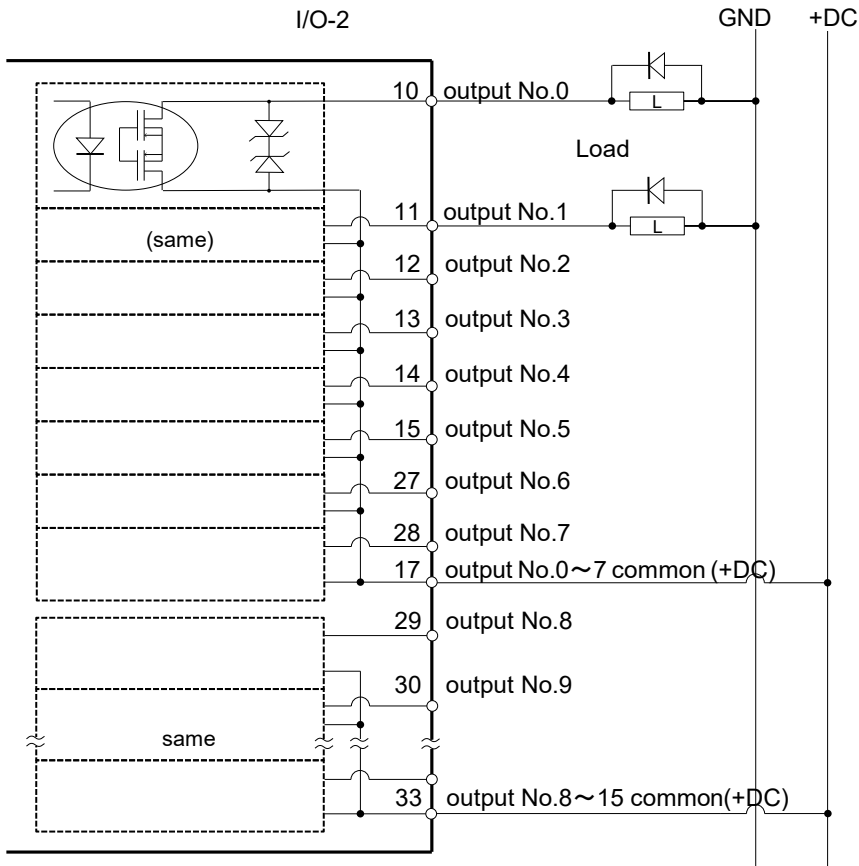 I/O-2
GND +DC
10 output No.0
L
Load
11 output No.1
L
(same)
12 output No.2
13 output No.3
14 output No.4
15 output No.5
27 output No.6
28 output No.7
17 output No.0～7 common (+DC)
29 output No.8
30 output No.9
same
33 output No.8～15 common(+DC)